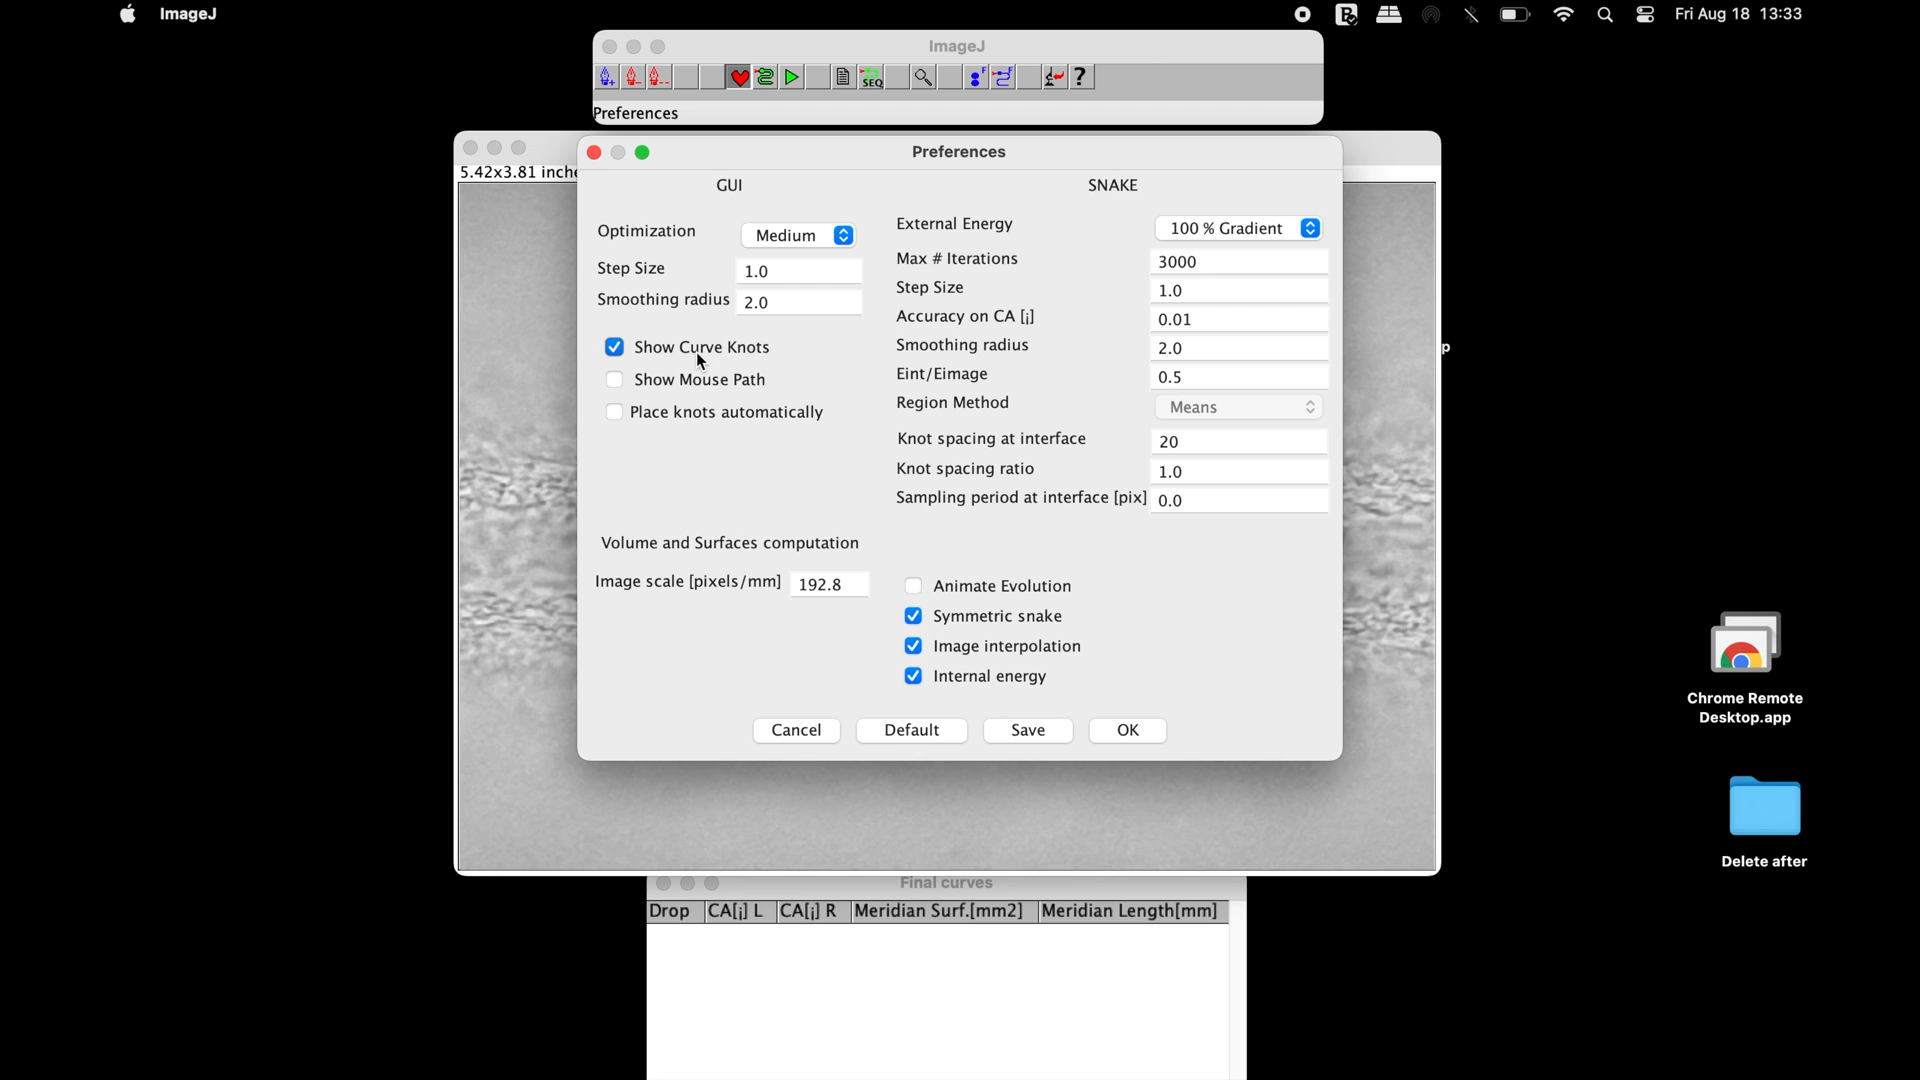 ImageJ
Fri Aug 18 13:33
ImageJ
SEQ
F
F
?
Preferences
5.42x3.81 inche
Preferences
GUI
SNAKE
Optimization
Medium
Step Size
1.0
Smoothing radius
2.0
Show Curve Knots
Show Mouse Path
Place knots automatically
External Energy
100 % Gradient
Max # Iterations
3000
Step Size
1.0
Accuracy on CA [¡]
0.01
Smoothing radius
2.0
Eint/Eimage
0.5
Region Method
Means
Knot spacing at interface
20
Knot spacing ratio
1.0
Sampling period at interface [pix]
0.0
Volume and Surfaces computation
Image scale [pixels/mm]
192.8
Animate Evolution
Symmetric snake
Image interpolation
Internal energy
Cancel
Default
Save
OK
p
Chrome Remote
Desktop.app
Delete after
Final curves
Drop CA[¡] L CA[¡] R Meridian Surf.[mm2] Meridian Length[mm]